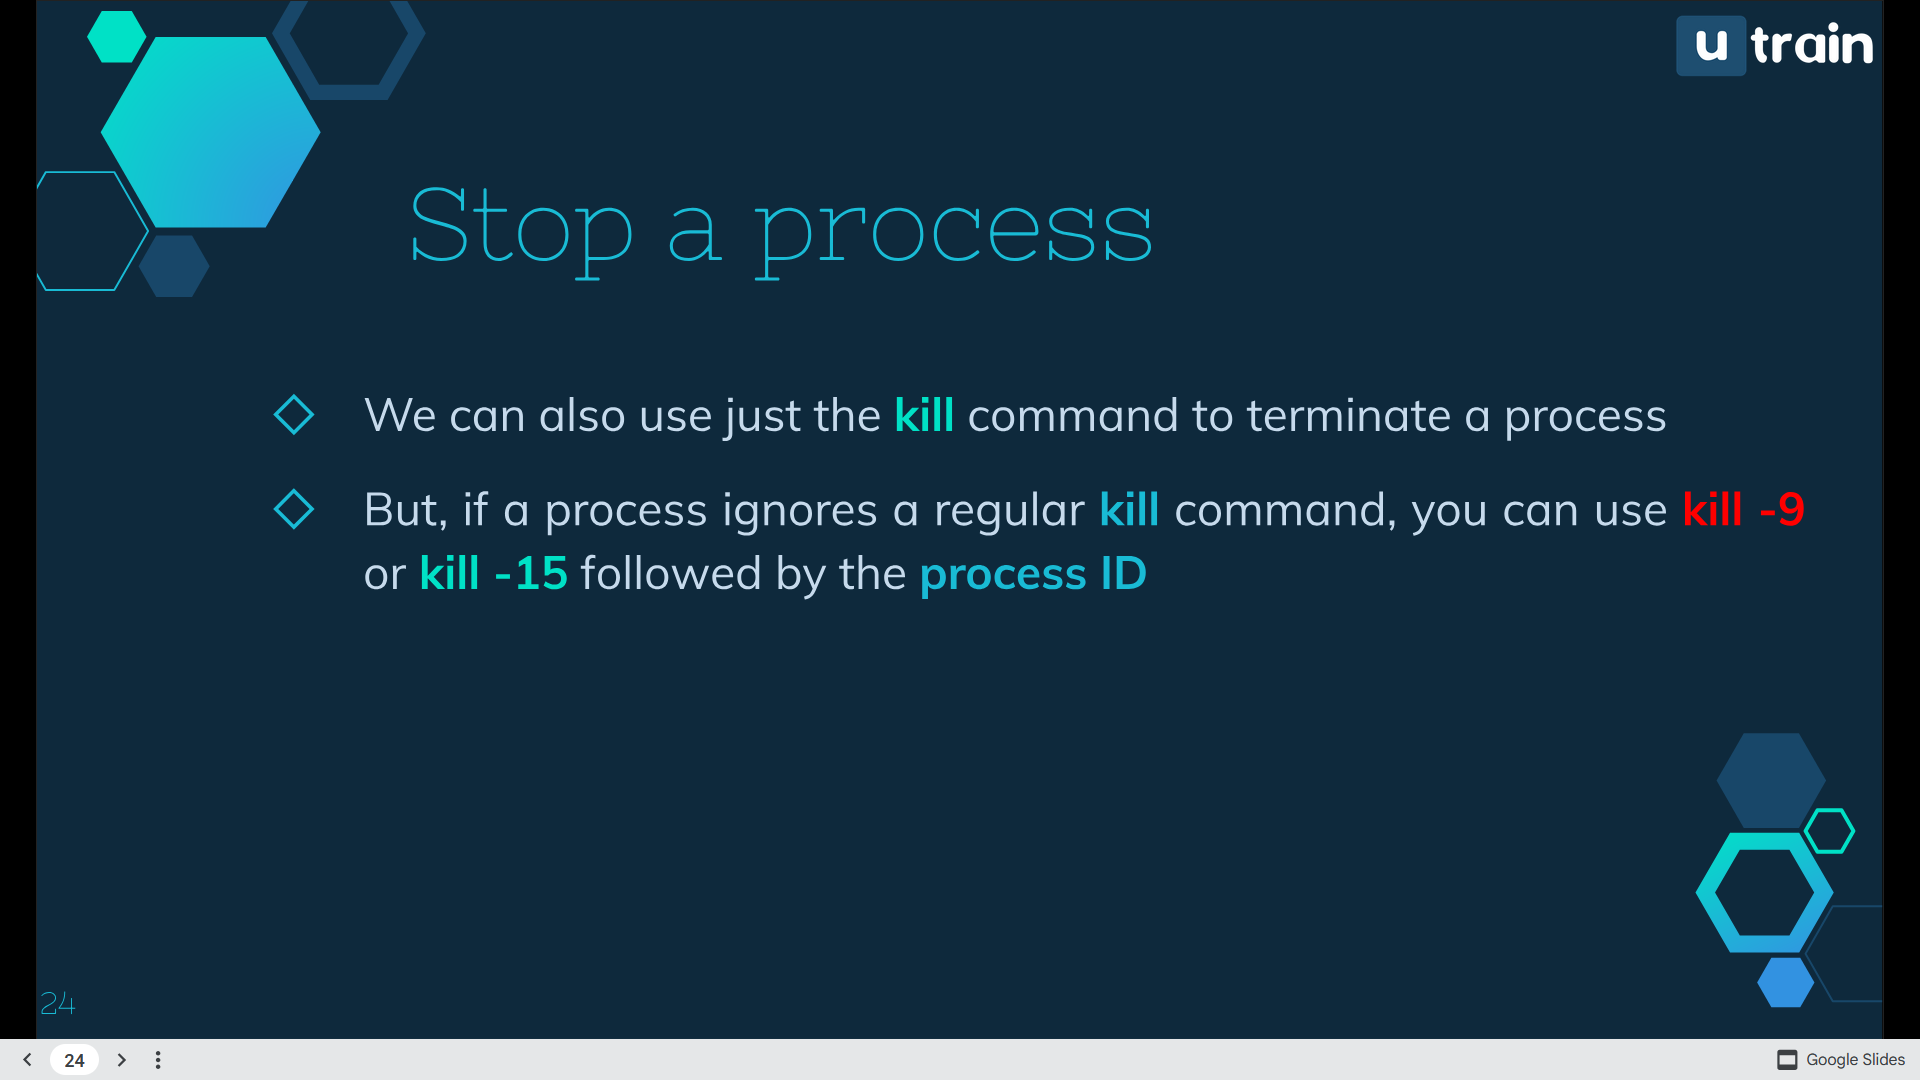 u train
Stop a process
We can also use just the kill command to terminate a process
But, if a process ignores a regular kill command, you can use kill -9
or kill -15 followed by the process ID
24
24
Google Slides